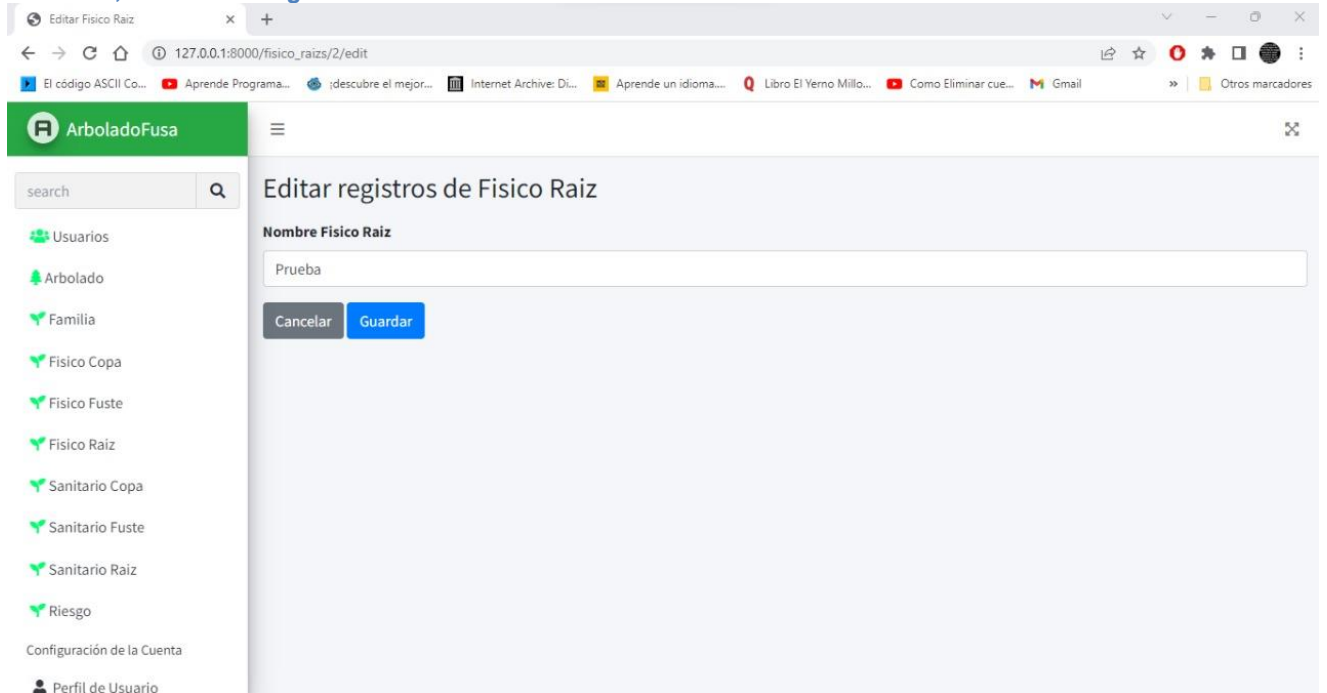 Editar Fisico Raiz
127.0.0.1:8000/fisico_raizs/2/edit
El código ASCII Co... Aprende Programa... ¡descubre el mejor... Internet Archive: Di... Aprende un idioma.... Libro El Yerno Millo... Como Eliminar cue... Gmail » Otros marcadores
ArboladoFusa
search
Editar registros de Fisico Raiz
Usuarios
Nombre Fisico Raiz
Prueba
Arbolado
Familia
Cancelar Guardar
Fisico Copa
Fisico Fuste
Fisico Raiz
Sanitario Copa
Sanitario Fuste
Sanitario Raiz
Riesgo
Configuración de la Cuenta
Perfil de Usuario